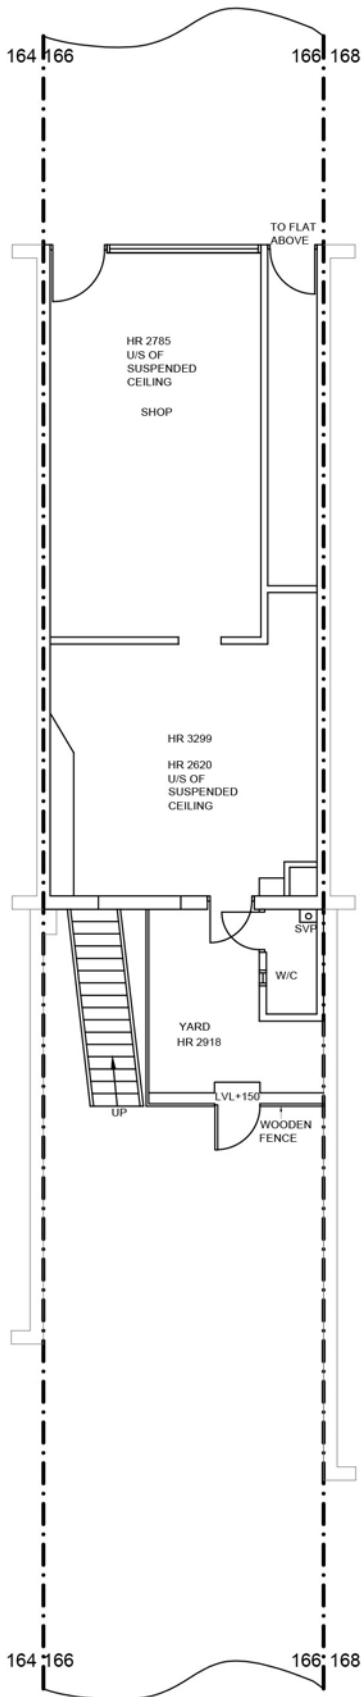 164 166
166 168
TO FLAT
ABOVE
HR 2785
U/S OF
SUSPENDED
CEILING
SHOP
HR 3299
HR 2620
U/S OF
SUSPENDED
CEILING
SVP
W/C
YARD
HR 2918
LVL+150
UP
WOODEN
FENCE
164 166
166 168